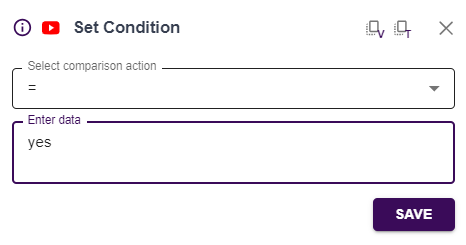 Set Condition
V
T
Select comparison action
=
Enter data
yes
SAVE